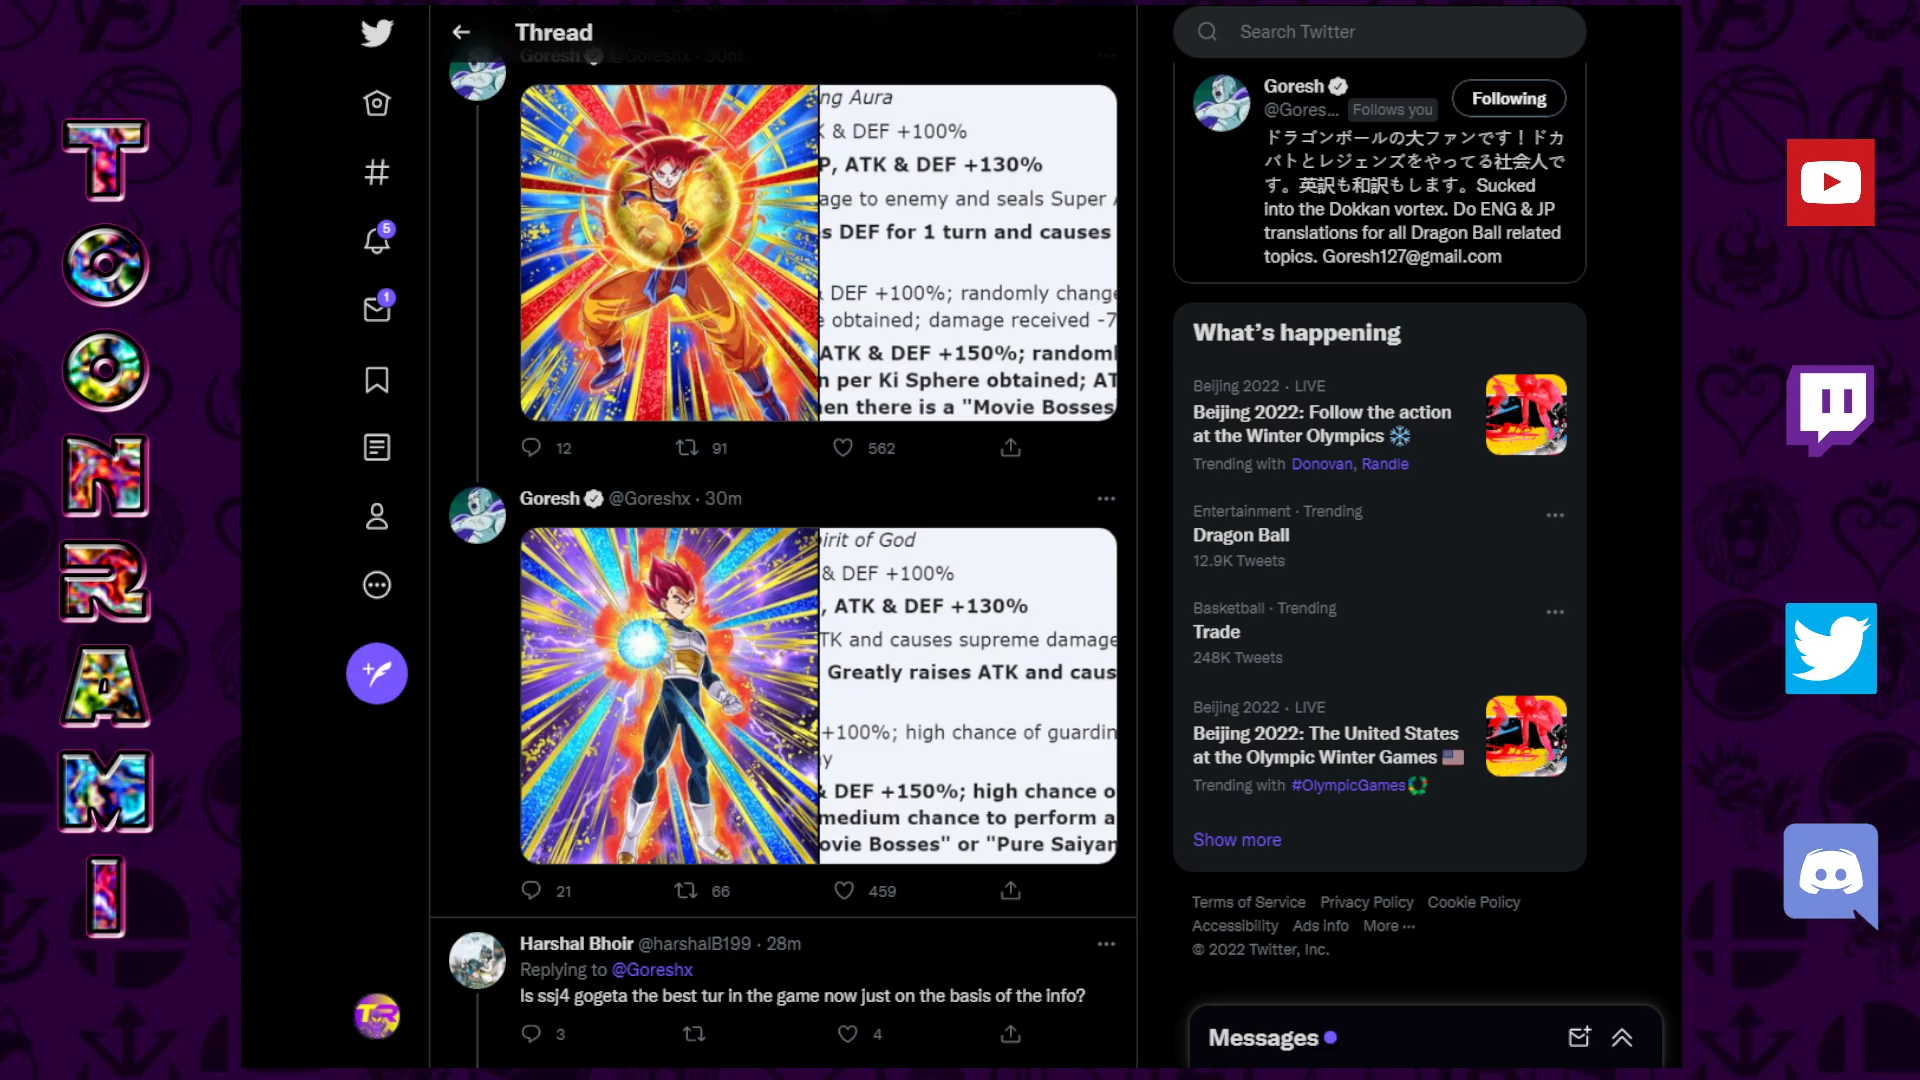 TOONRAMI
Thread
Goresh @Goreshx · 30m
ng Aura
K & DEF +100%
P, ATK & DEF +130%
age to enemy and seals Super A
s DEF for 1 turn and causes
DEF +100%; randomly change
e obtained; damage received -7
ATK & DEF +150%; randoml
n per Ki Sphere obtained; AT
hen there is a "Movie Bosses
12 91 562
Goresh @Goreshx · 30m
irit of God
& DEF +100%
, ATK & DEF +130%
TK and causes supreme damage
Greatly raises ATK and caus
+100%; high chance of guardin
y
& DEF +150%; high chance o
medium chance to perform a
ovie Bosses" or "Pure Saiyan
21 66 459
Harshal Bhoir @harshalB199 · 28m
Replying to @Goreshx
Is ssj4 gogeta the best tur in the game now just on the basis of the info?
3 4
5
1
TR
Search Twitter
Goresh
@Gores... Follows you
Following
ドラゴンボールの大ファンです！ドカ
バトとレジェンズをやってる社会人で
す。英訳も和訳もします。Sucked
into the Dokkan vortex. Do ENG & JP
translations for all Dragon Ball related
topics. Goresh127@gmail.com
What's happening
Beijing 2022 · LIVE
Beijing 2022: Follow the action
at the Winter Olympics
Trending with Donovan, Randle
Entertainment · Trending
Dragon Ball
12.9K Tweets
Basketball · Trending
Trade
248K Tweets
Beijing 2022 · LIVE
Beijing 2022: The United States
at the Olympic Winter Games
Trending with #OlympicGames
Show more
Terms of Service Privacy Policy Cookie Policy
Accessibility Ads info More ···
© 2022 Twitter, Inc.
Messages